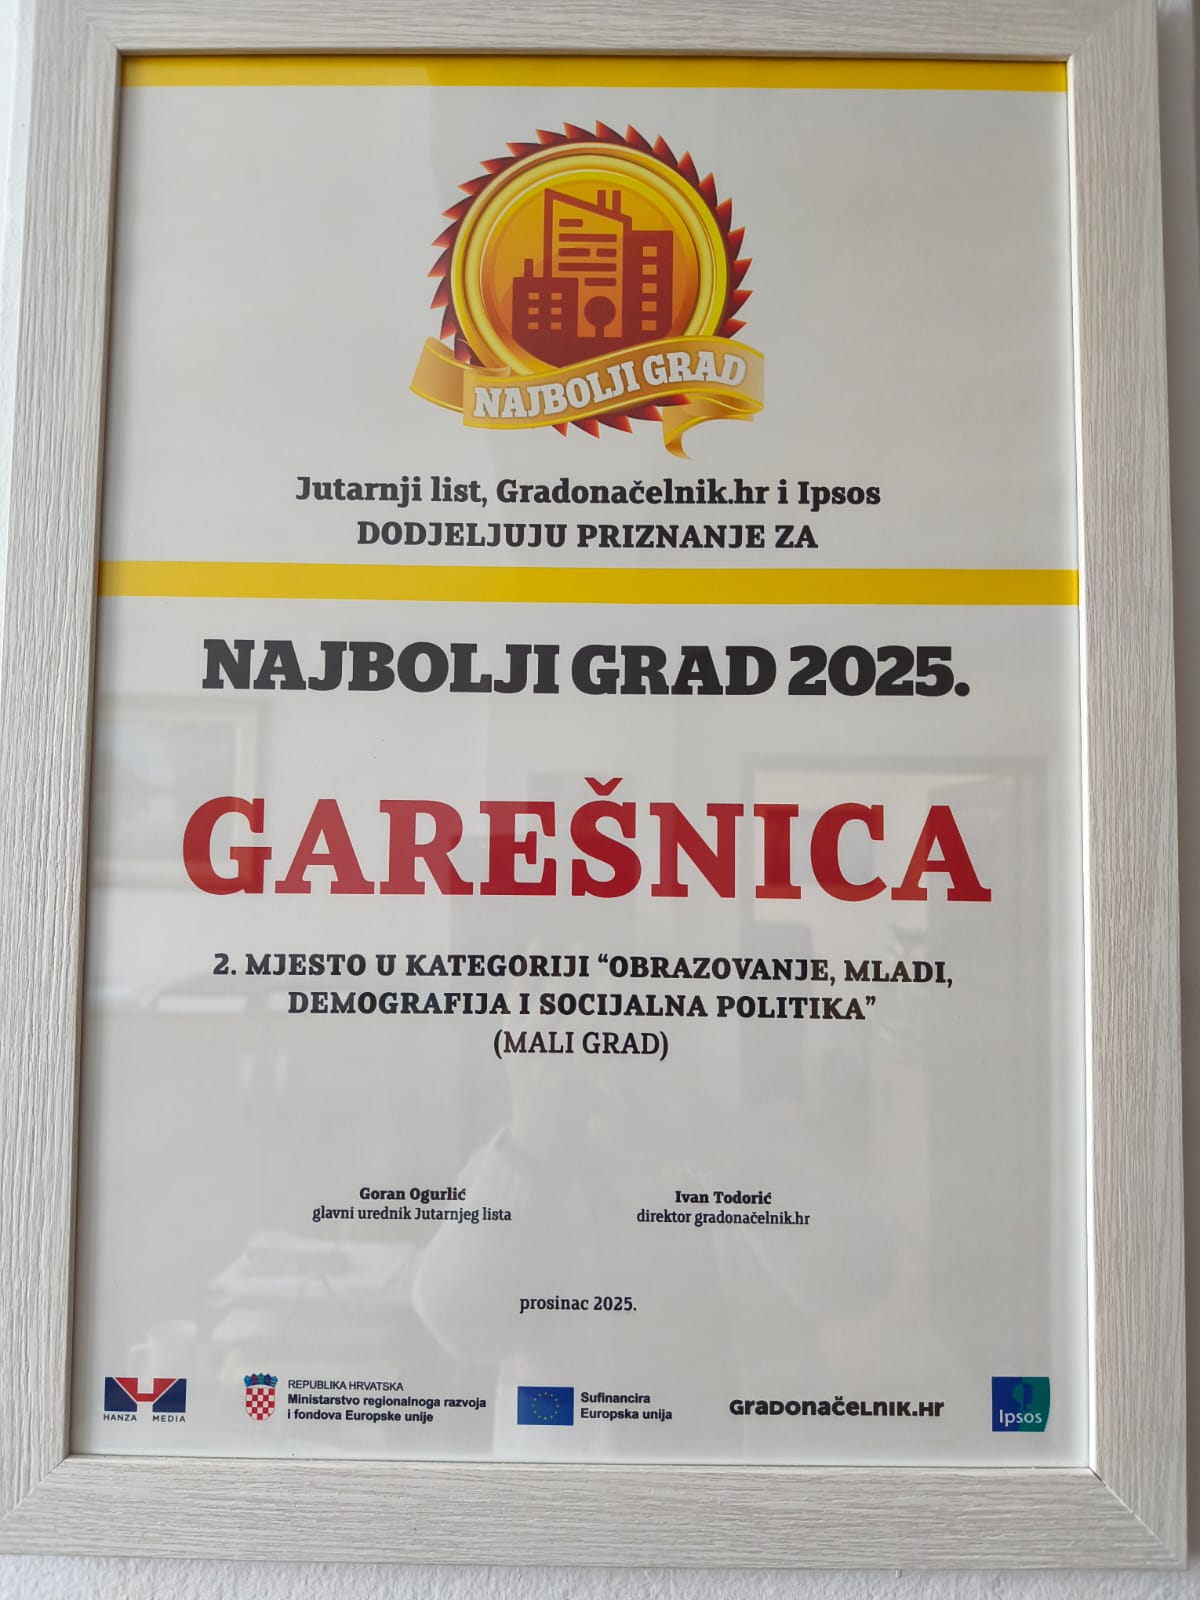 NAJBOLJI GRAD
Jutarnji list, Gradonačelnik.hr i Ipsos
DODJELJUJU PRIZNANJE ZA
NAJBOLJI GRAD 2025.
GAREŠNICA
2. MJESTO U KATEGORIJI “OBRAZOVANJE, MLADI,
DEMOGRAFIJA I SOCIJALNA POLITIKA”
(MALI GRAD)
Goran Ogurlić
glavni urednik Jutarnjeg lista
Ivan Todorić
direktor gradonačelnik.hr
prosinac 2025.
HANZA MEDIA
REPUBLIKA HRVATSKA
Ministarstvo regionalnoga razvoja
i fondova Europske unije
Sufinancira
Europska unija
GRADONAČELNIK.HR
Ipsos